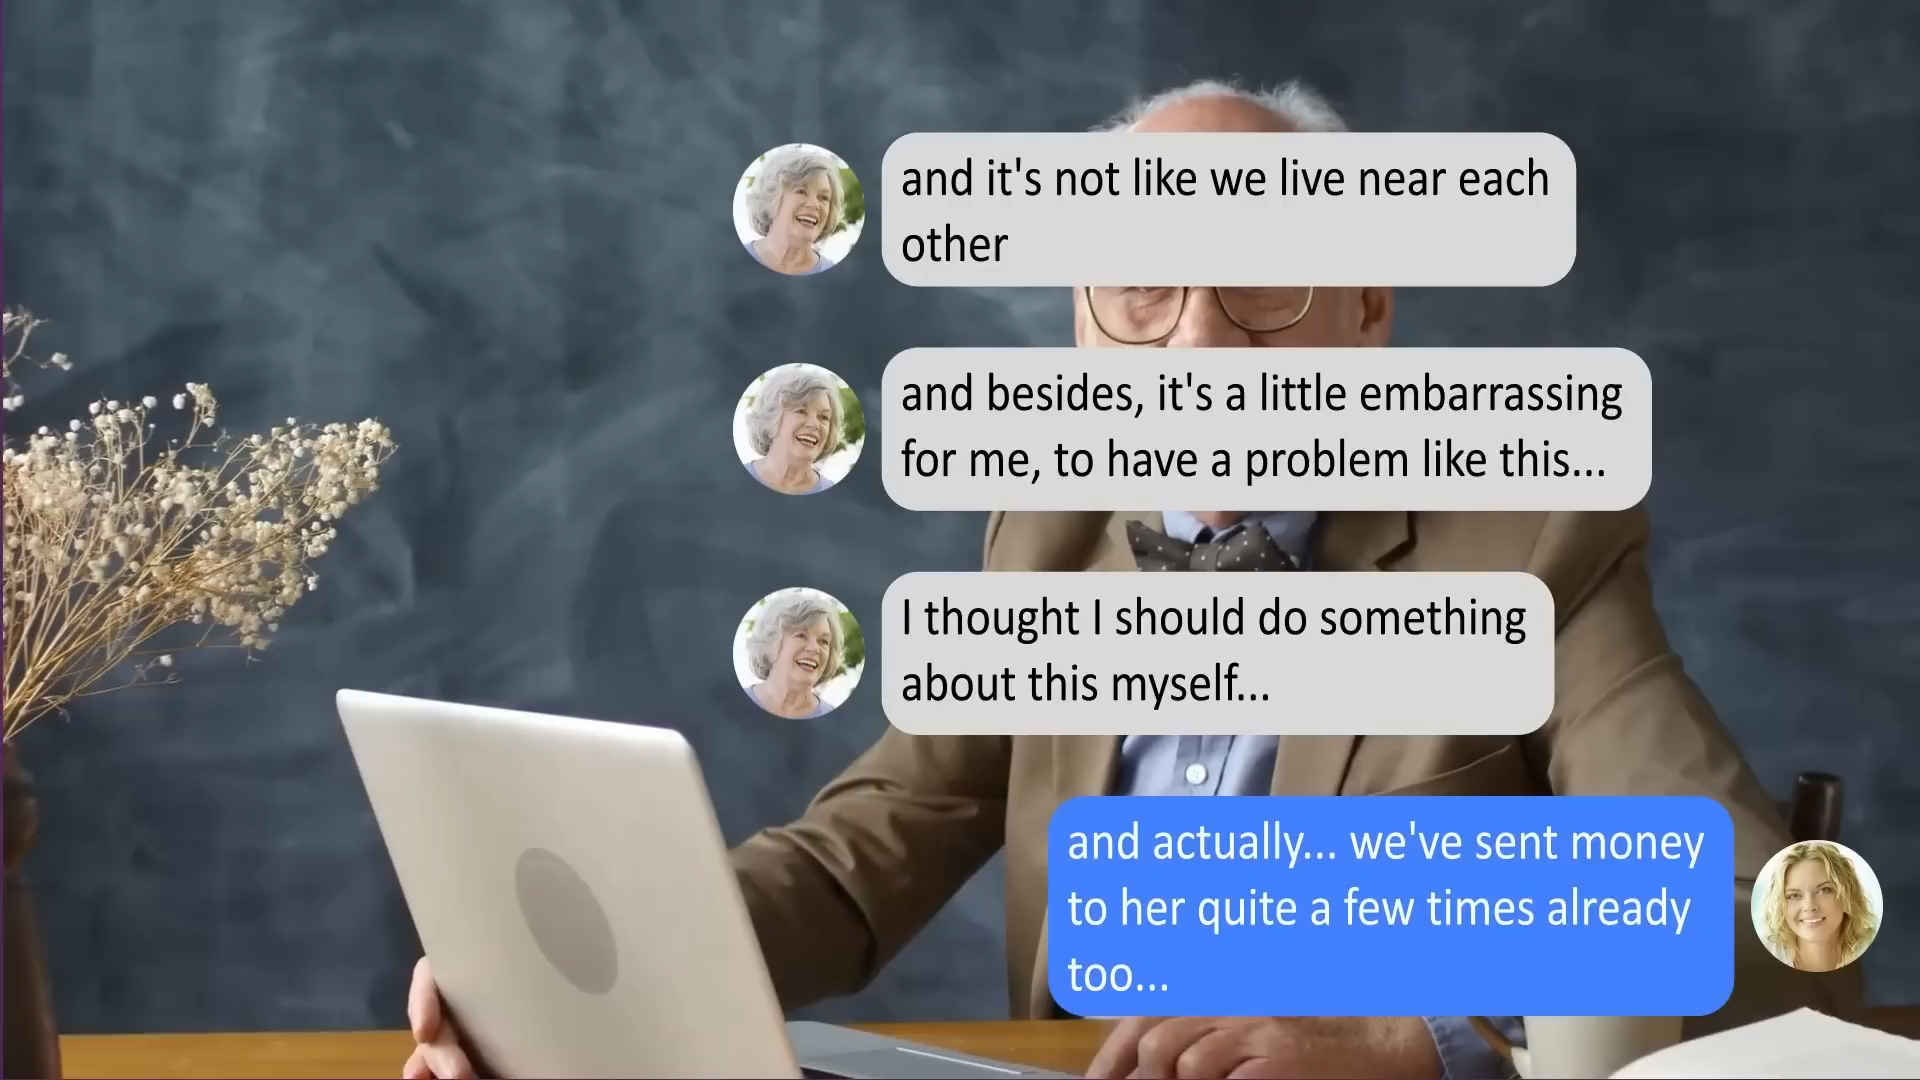 and it's not like we live near each
other
and besides, it's a little embarrassing
for me, to have a problem like this...
I thought I should do something
about this myself...
and actually... we've sent money
to her quite a few times already
too...